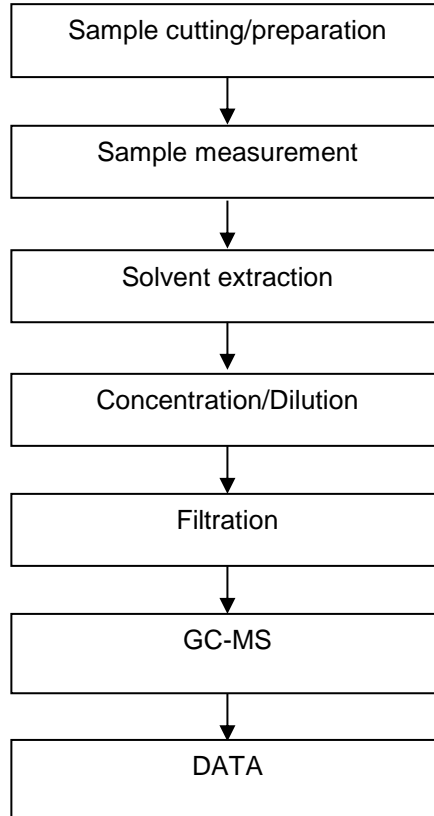 Sample cutting/preparation
Sample measurement
Solvent extraction
Concentration/Dilution
Filtration
GC-MS
DATA